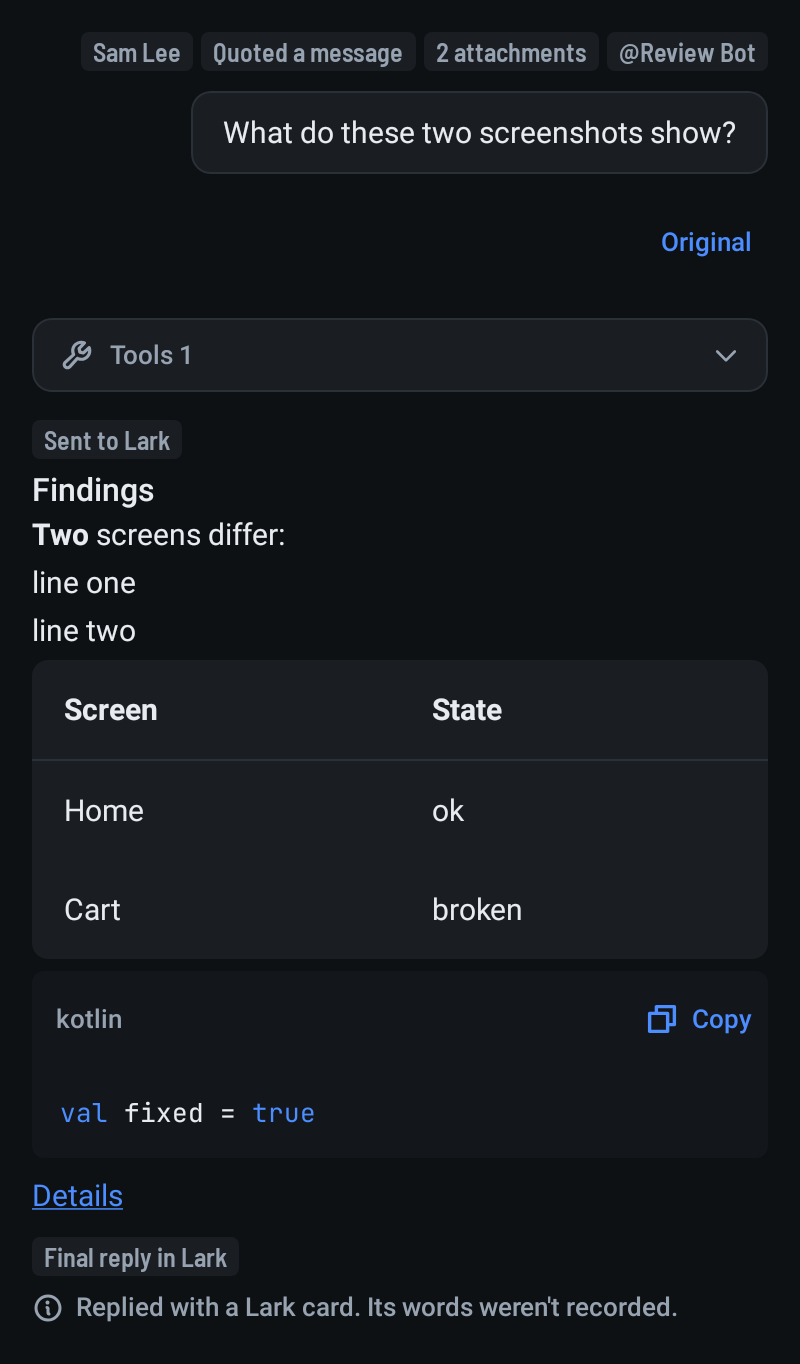 Sam Lee Quoted a message 2 attachments @Review Bot
What do these two screenshots show?
Original
Tools 1
Sent to Lark
Findings
Two screens differ:
line one
line two
Screen State
Home ok
Cart broken
kotlin Copy
val fixed = true
Details
Final reply in Lark
Replied with a Lark card. Its words weren't recorded.